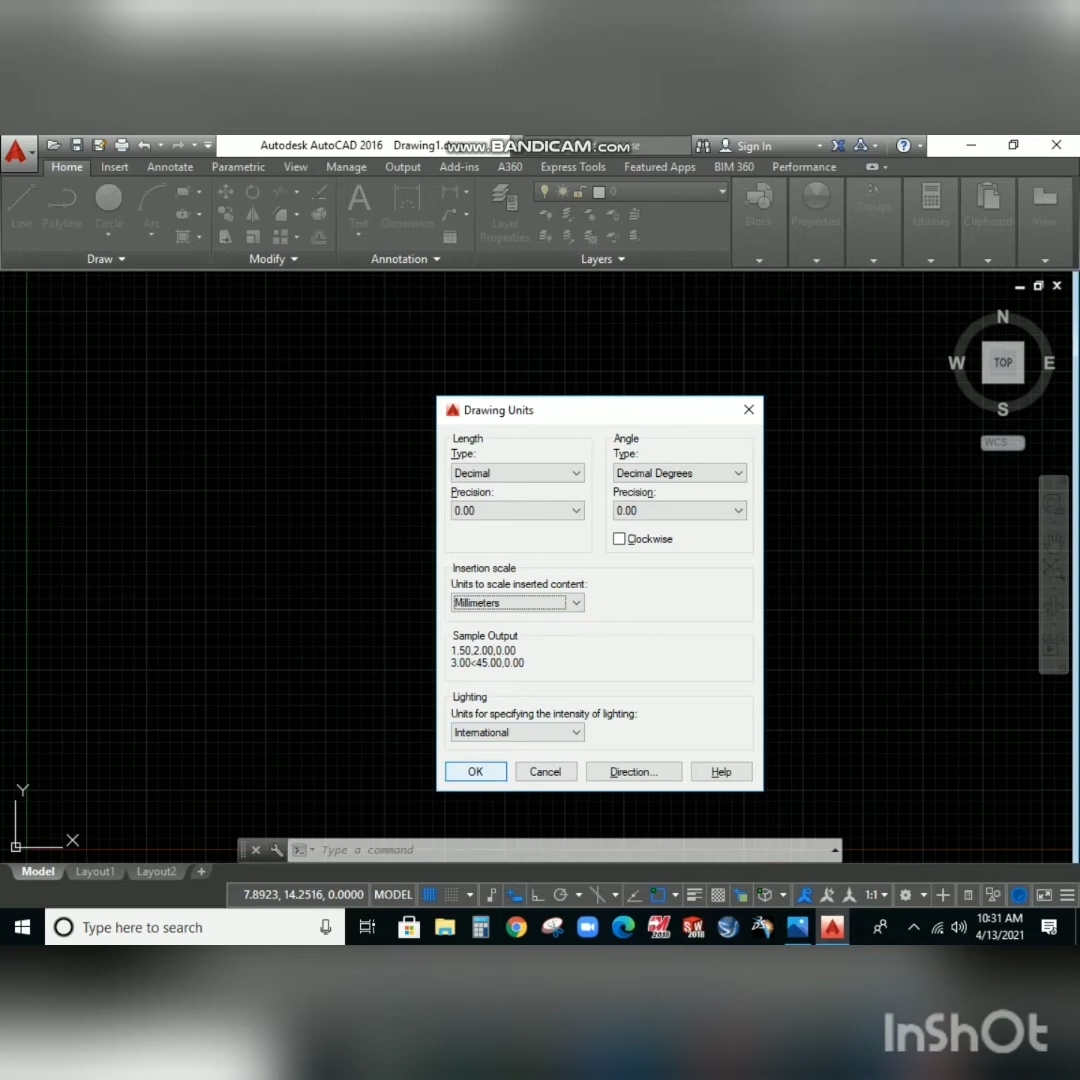 Autodesk AutoCAD 2016 Drawing1.
www.BANDICAM.com
Sign In
Home Insert Annotate Parametric View Manage Output Add-ins A360 Express Tools Featured Apps BIM 360 Performance
Line Polyline Circle Arc
Text Dimension
Layer
Properties
0
Block Properties Groups Utilities Clipboard View
Draw Modify Annotation Layers
N
W TOP E
S
WCS
Drawing Units
Length
Type:
Decimal
Precision:
0.00
Angle
Type:
Decimal Degrees
Precision:
0.00
Clockwise
Insertion scale
Units to scale inserted content:
Millimeters
Sample Output
1.50,2.00,0.00
3.00<45.00,0.00
Lighting
Units for specifying the intensity of lighting:
International
OK Cancel Direction... Help
Y
X
Type a command
Model Layout1 Layout2 +
7.8923, 14.2516, 0.0000 MODEL 1:1
Type here to search
10:31 AM
4/13/2021
InShOt